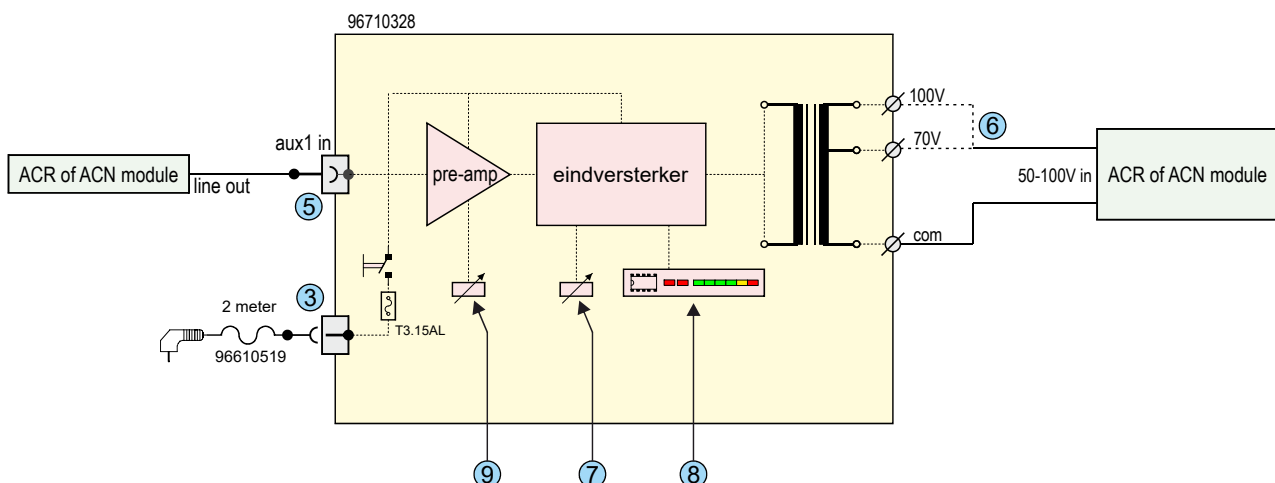 96710328
100V
6
70V
aux1 in
ACR of ACN module
line out
pre-amp
eindversterker
50-100V in
ACR of ACN module
5
com
3
2 meter
T3.15AL
96610519
9
7
8